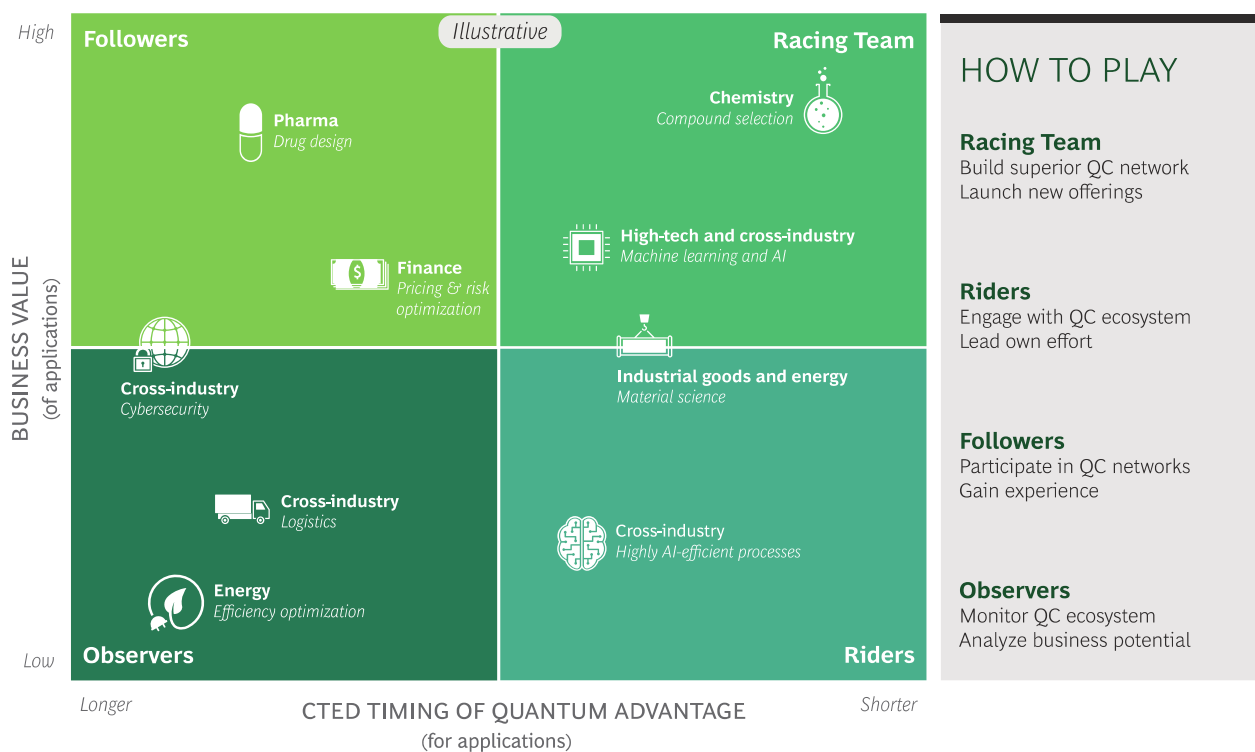 High
Followers
Illustrative
Racing Team
Pharma
Drug design
Chemistry
Compound selection
$
Finance
Pricing & risk
optimization
High-tech and cross-industry
Machine learning and AI
Cross-industry
Cybersecurity
Industrial goods and energy
Material science
Cross-industry
Logistics
Cross-industry
Highly AI-efficient processes
Energy
Efficiency optimization
Observers
Riders
Low
BUSINESS VALUE
(of applications)
Longer
CTED TIMING OF QUANTUM ADVANTAGE
(for applications)
Shorter
HOW TO PLAY
Racing Team
Build superior QC network
Launch new offerings
Riders
Engage with QC ecosystem
Lead own effort
Followers
Participate in QC networks
Gain experience
Observers
Monitor QC ecosystem
Analyze business potential